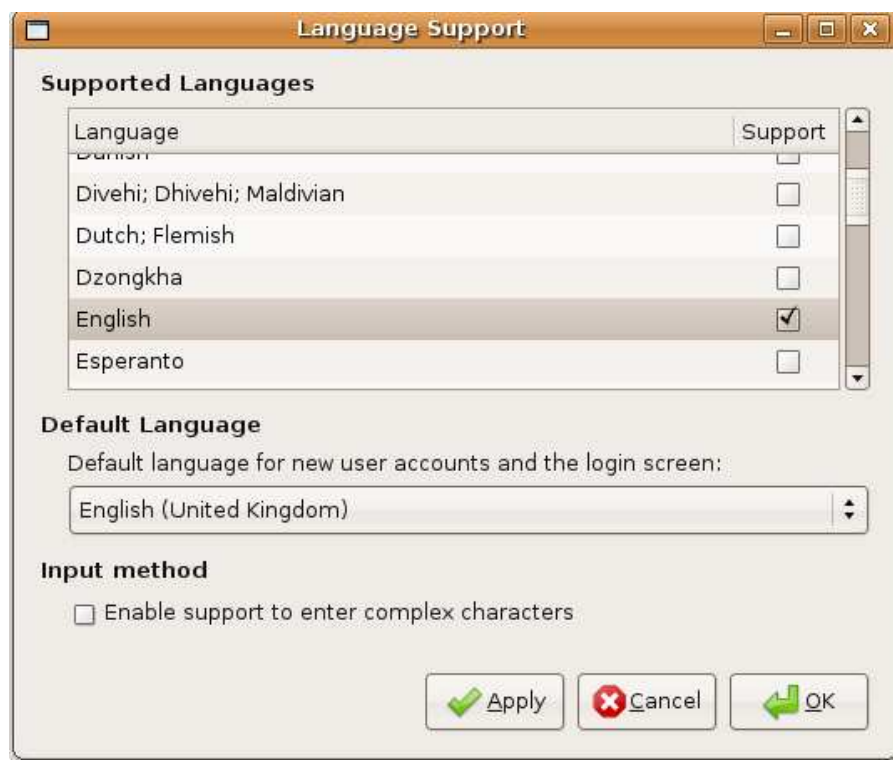 Language Support
Supported Languages
Language Support
Danish
Divehi; Dhivehi; Maldivian
Dutch; Flemish
Dzongkha
English
Esperanto
Default Language
Default language for new user accounts and the login screen:
English (United Kingdom)
Input method
Enable support to enter complex characters
Apply Cancel OK